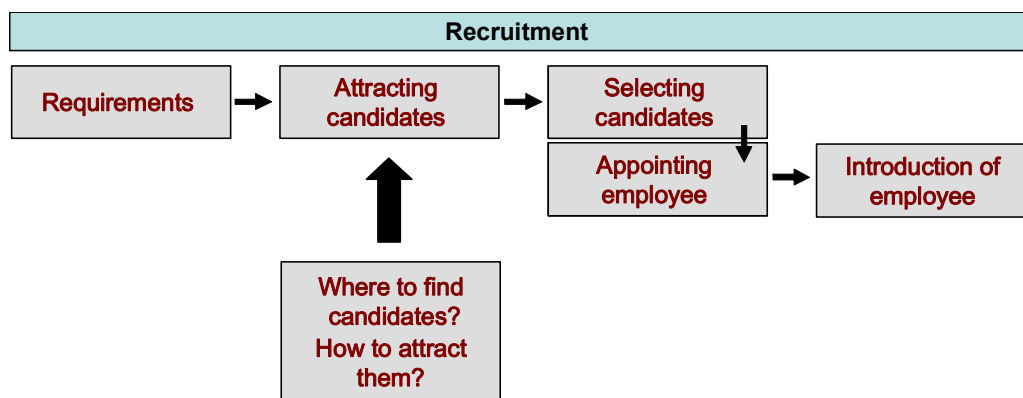 Recruitment
Requirements
Attracting
candidates
Selecting
candidates
Appointing
employee
Introduction of
employee
Where to find
candidates?
How to attract
them?